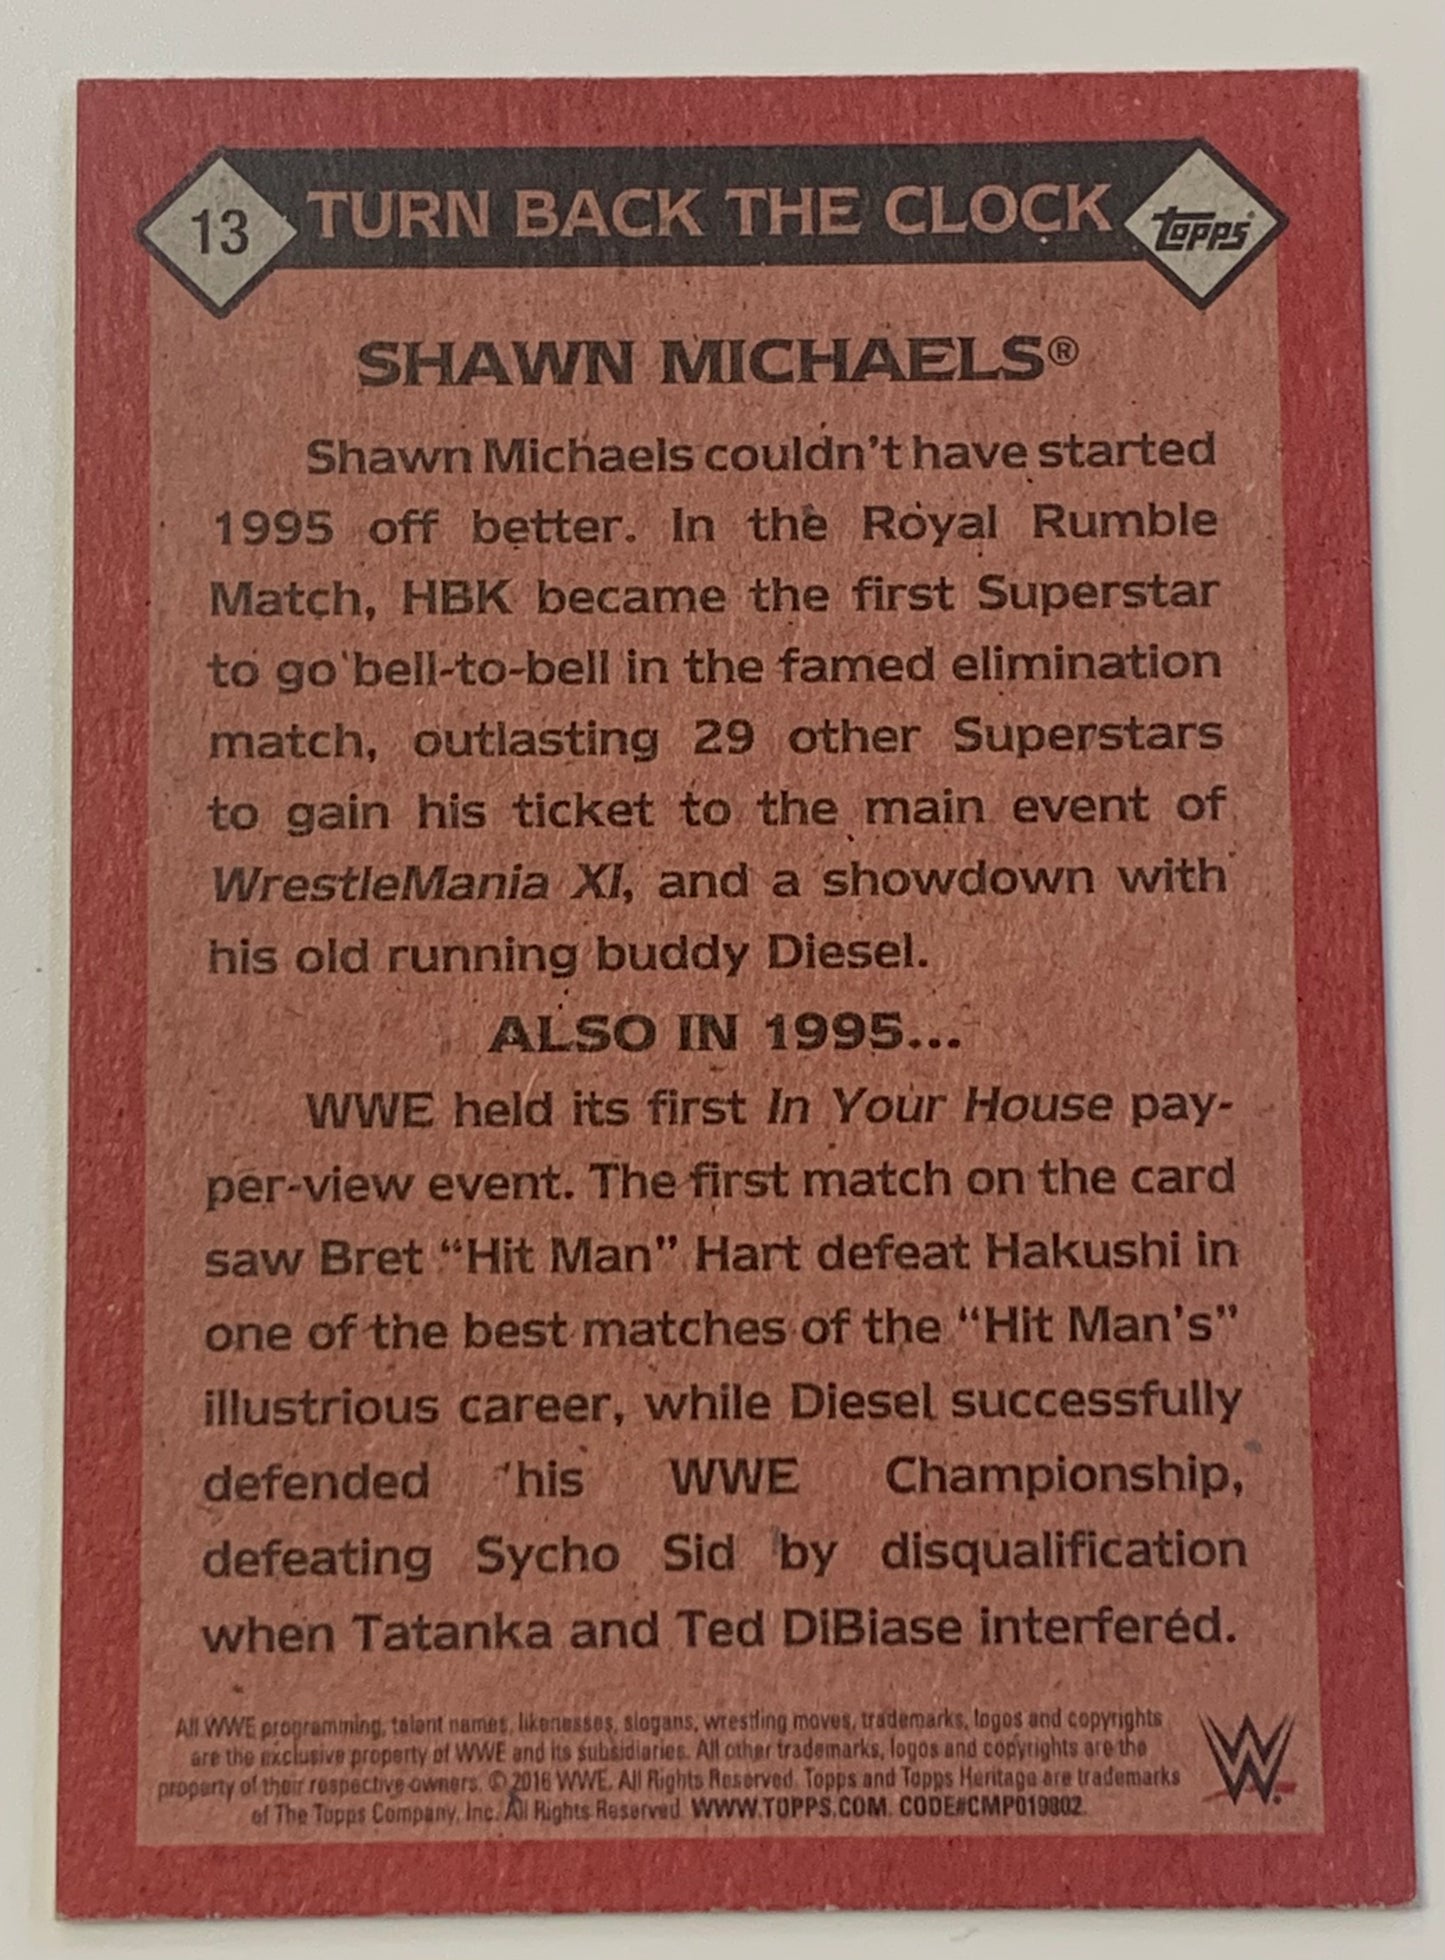 13 TURN BACK THE CLOCK topps
SHAWN MICHAELS®
Shawn Michaels couldn't have started
1995 off better. In the Royal Rumble
Match, HBK became the first Superstar
to go bell-to-bell in the famed elimination
match, outlasting 29 other Superstars
to gain his ticket to the main event of
WrestleMania XI, and a showdown with
his old running buddy Diesel.
ALSO IN 1995...
WWE held its first In Your House pay-
per-view event. The first match on the card
saw Bret “Hit Man” Hart defeat Hakushi in
one of the best matches of the “Hit Man's”
illustrious career, while Diesel successfully
defended his WWE Championship,
defeating Sycho Sid by disqualification
when Tatanka and Ted DiBiase interfered.
All WWE programming, talent names, likenesses, slogans, wrestling moves, trademarks, logos and copyrights
are the exclusive property of WWE and its subsidiaries. All other trademarks, logos and copyrights are the
property of their respective owners. © 2016 WWE. All Rights Reserved. Topps and Topps Heritage are trademarks
of The Topps Company, Inc. All Rights Reserved. WWW.TOPPS.COM. CODE#CMP019802.
W